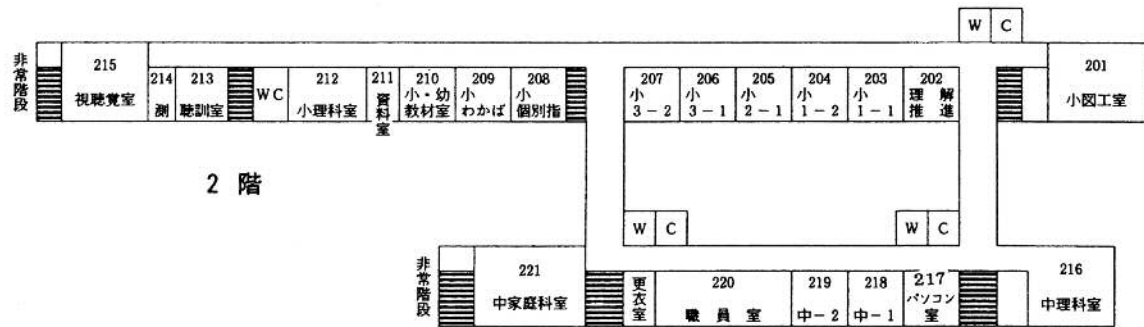 W C
非常階段
215
視聴覚室
214
測
213
聴訓室
WC
212
小理科室
211
資料室
210
小・幼
教材室
209
小
わかば
208
小
個別指
207
小
3-2
206
小
3-1
205
小
2-1
204
小
1-2
203
小
1-1
202
理解
推進
201
小図工室
2 階
W C
W C
非常階段
221
中家庭科室
更衣室
220
職員室
219
中-2
218
中-1
217
パソコン
室
216
中理科室